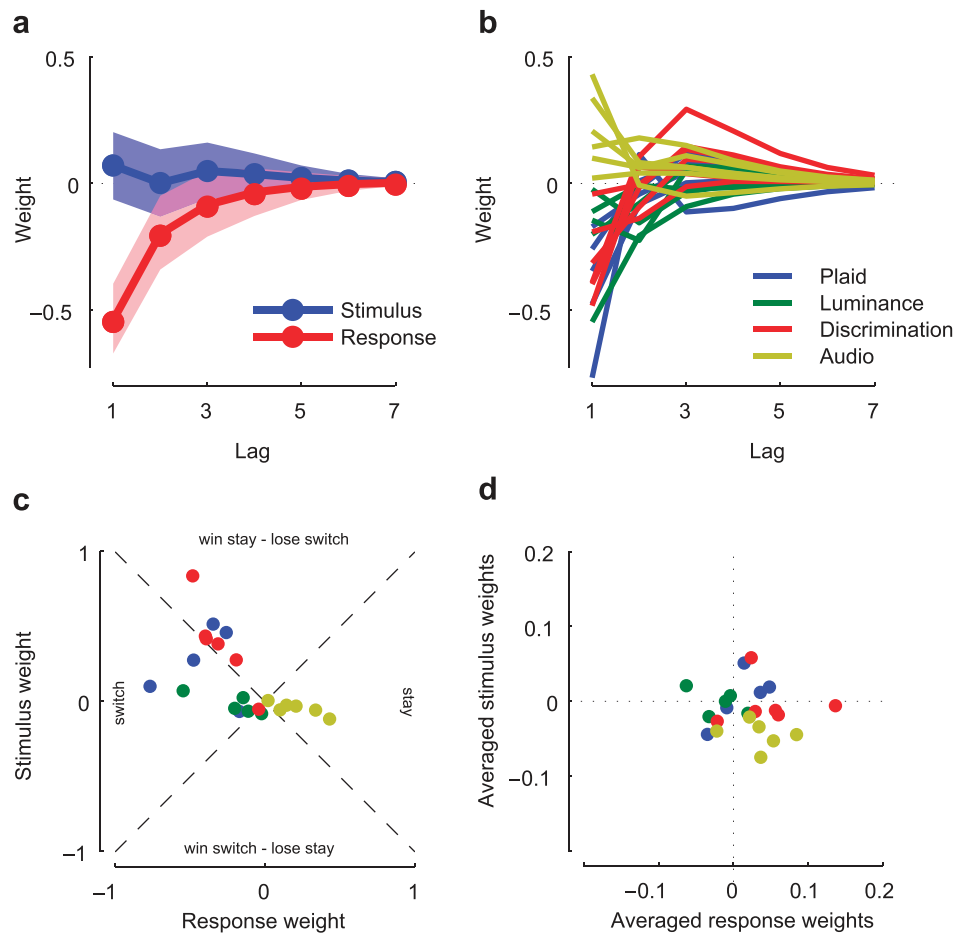 a
0.5
0
−0.5
Weight
Stimulus
Response
1
3
5
7
Lag
b
0.5
0
−0.5
Weight
Plaid
Luminance
Discrimination
Audio
1
3
5
7
Lag
c
win stay - lose switch
1
0
−1
Stimulus weight
switch
stay
win switch - lose stay
−1
0
1
Response weight
d
0.2
0.1
0
−0.1
Averaged stimulus weights
−0.1
0
0.1
0.2
Averaged response weights